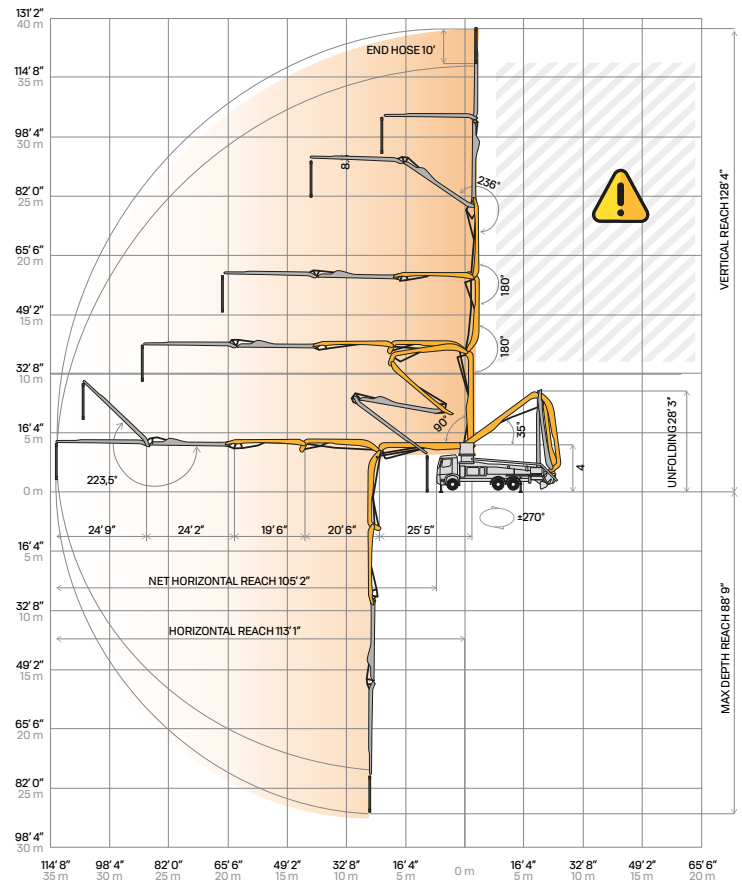 131’ 2”
40 m
END HOSE 10’
114’ 8”
35 m
98’ 4”
30 m
8.
236°
82’ 0”
25 m
VERTICAL REACH 128’ 4”
65’ 6”
20 m
180°
49’ 2”
15 m
180°
32’ 8”
10 m
16’ 4”
5 m
90°
35°
UNFOLDING 28’ 3”
4
223,5°
0 m
±270°
24’ 9”
24’ 2”
19’ 6”
20’ 6”
25’ 5”
16’ 4”
5 m
NET HORIZONTAL REACH 105’ 2”
32’ 8”
10 m
HORIZONTAL REACH 113’ 1”
MAX DEPTH REACH 88’ 9”
49’ 2”
15 m
65’ 6”
20 m
82’ 0”
25 m
98’ 4”
30 m
114’ 8” 98’ 4” 82’ 0” 65’ 6” 49’ 2” 32’ 8” 16’ 4” 0 m 16’ 4” 32’ 8” 49’ 2” 65’ 6”
35 m 30 m 25 m 20 m 15 m 10 m 5 m 5 m 10 m 15 m 20 m